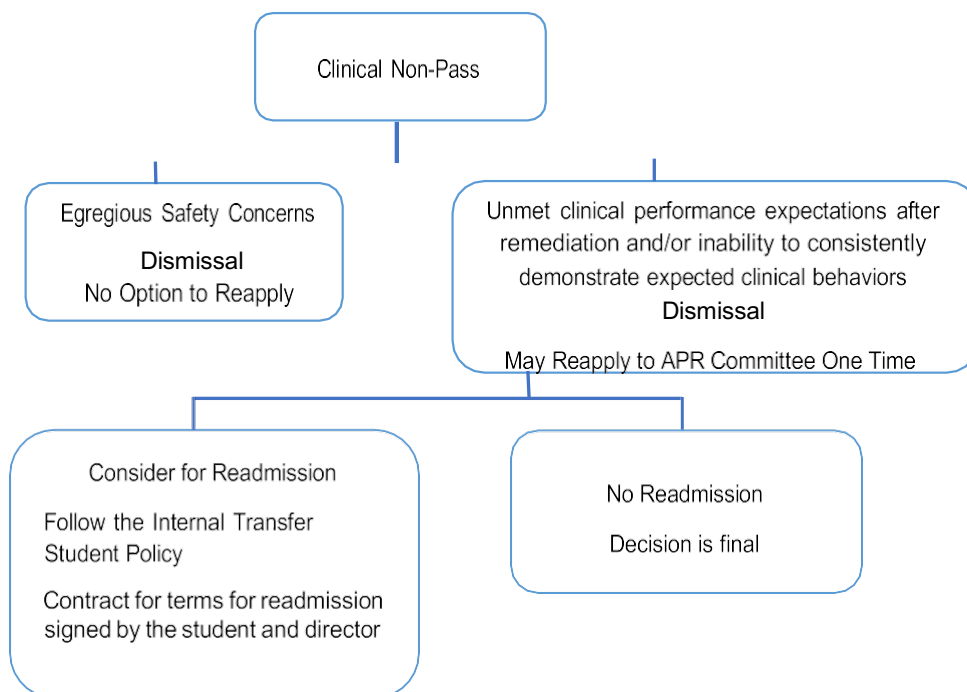 Clinical Non-Pass
Egregious Safety Concerns
Dismissal
No Option to Reapply
Unmet clinical performance expectations after
remediation and/or inability to consistently
demonstrate expected clinical behaviors
Dismissal
May Reapply to APR Committee One Time
Consider for Readmission
Follow the Internal Transfer
Student Policy
Contract for terms for readmission
signed by the student and director
No Readmission
Decision is final